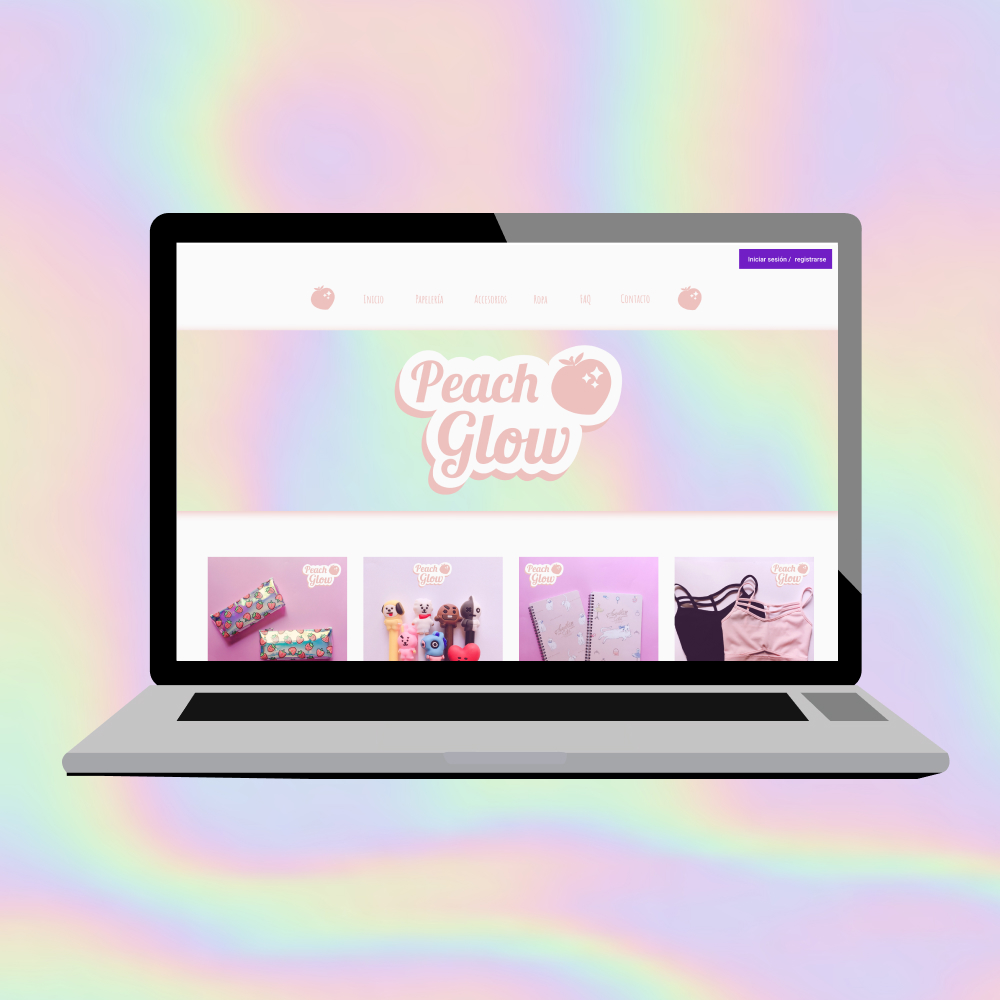 Iniciar sesión / registrarse
Inicio Papelería Accesorios Ropa FAQ Contacto
Peach
Glow
Peach
Glow
Peach
Glow
Peach
Glow
Peach
Glow